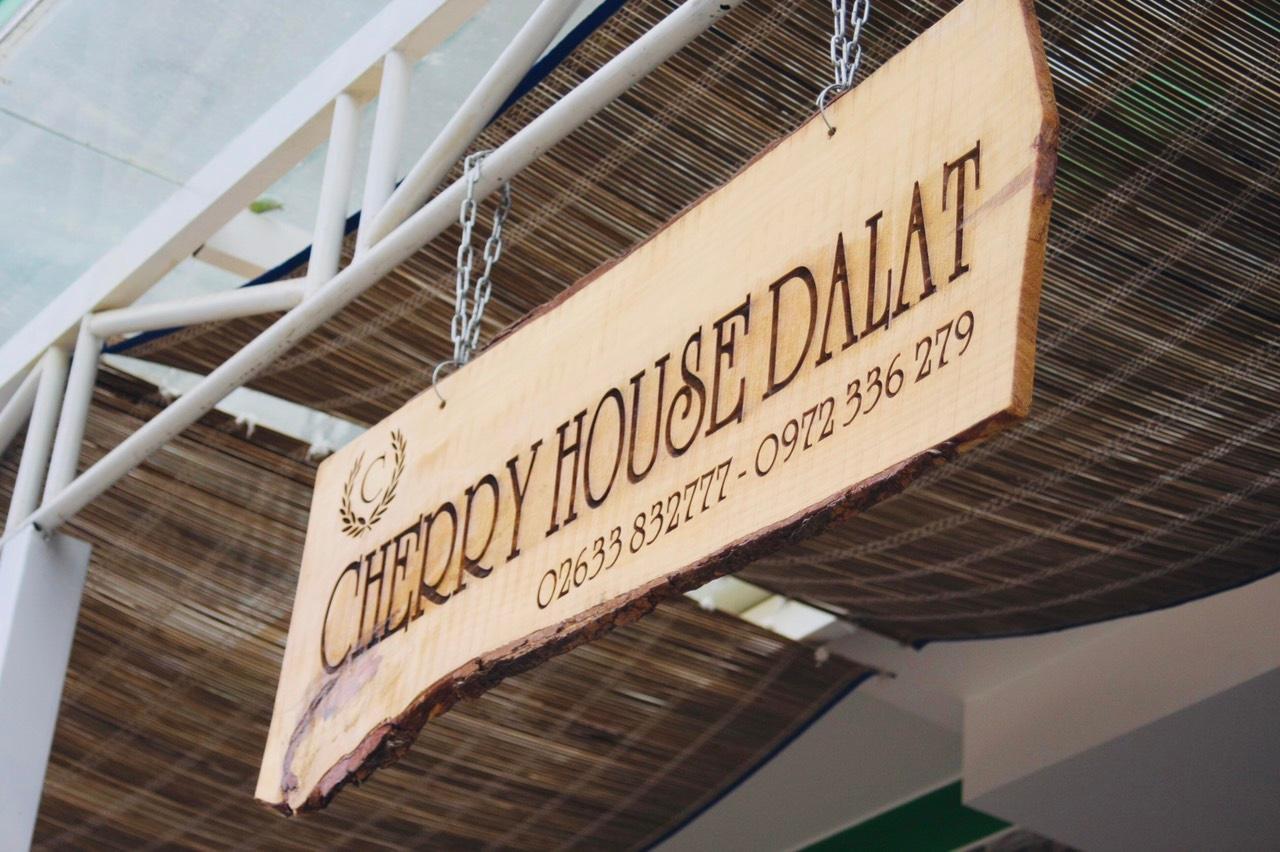 C
CHERRY HOUSE DALAT
02633 832777 - 0972 336 279